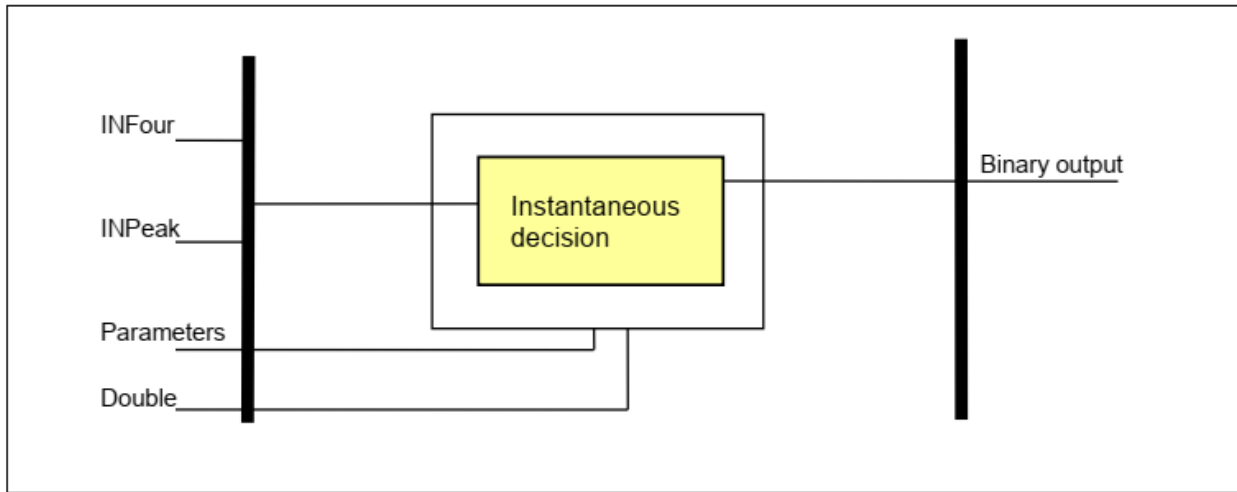 INFour
INPeak
Parameters
Double
Instantaneous
decision
Binary output